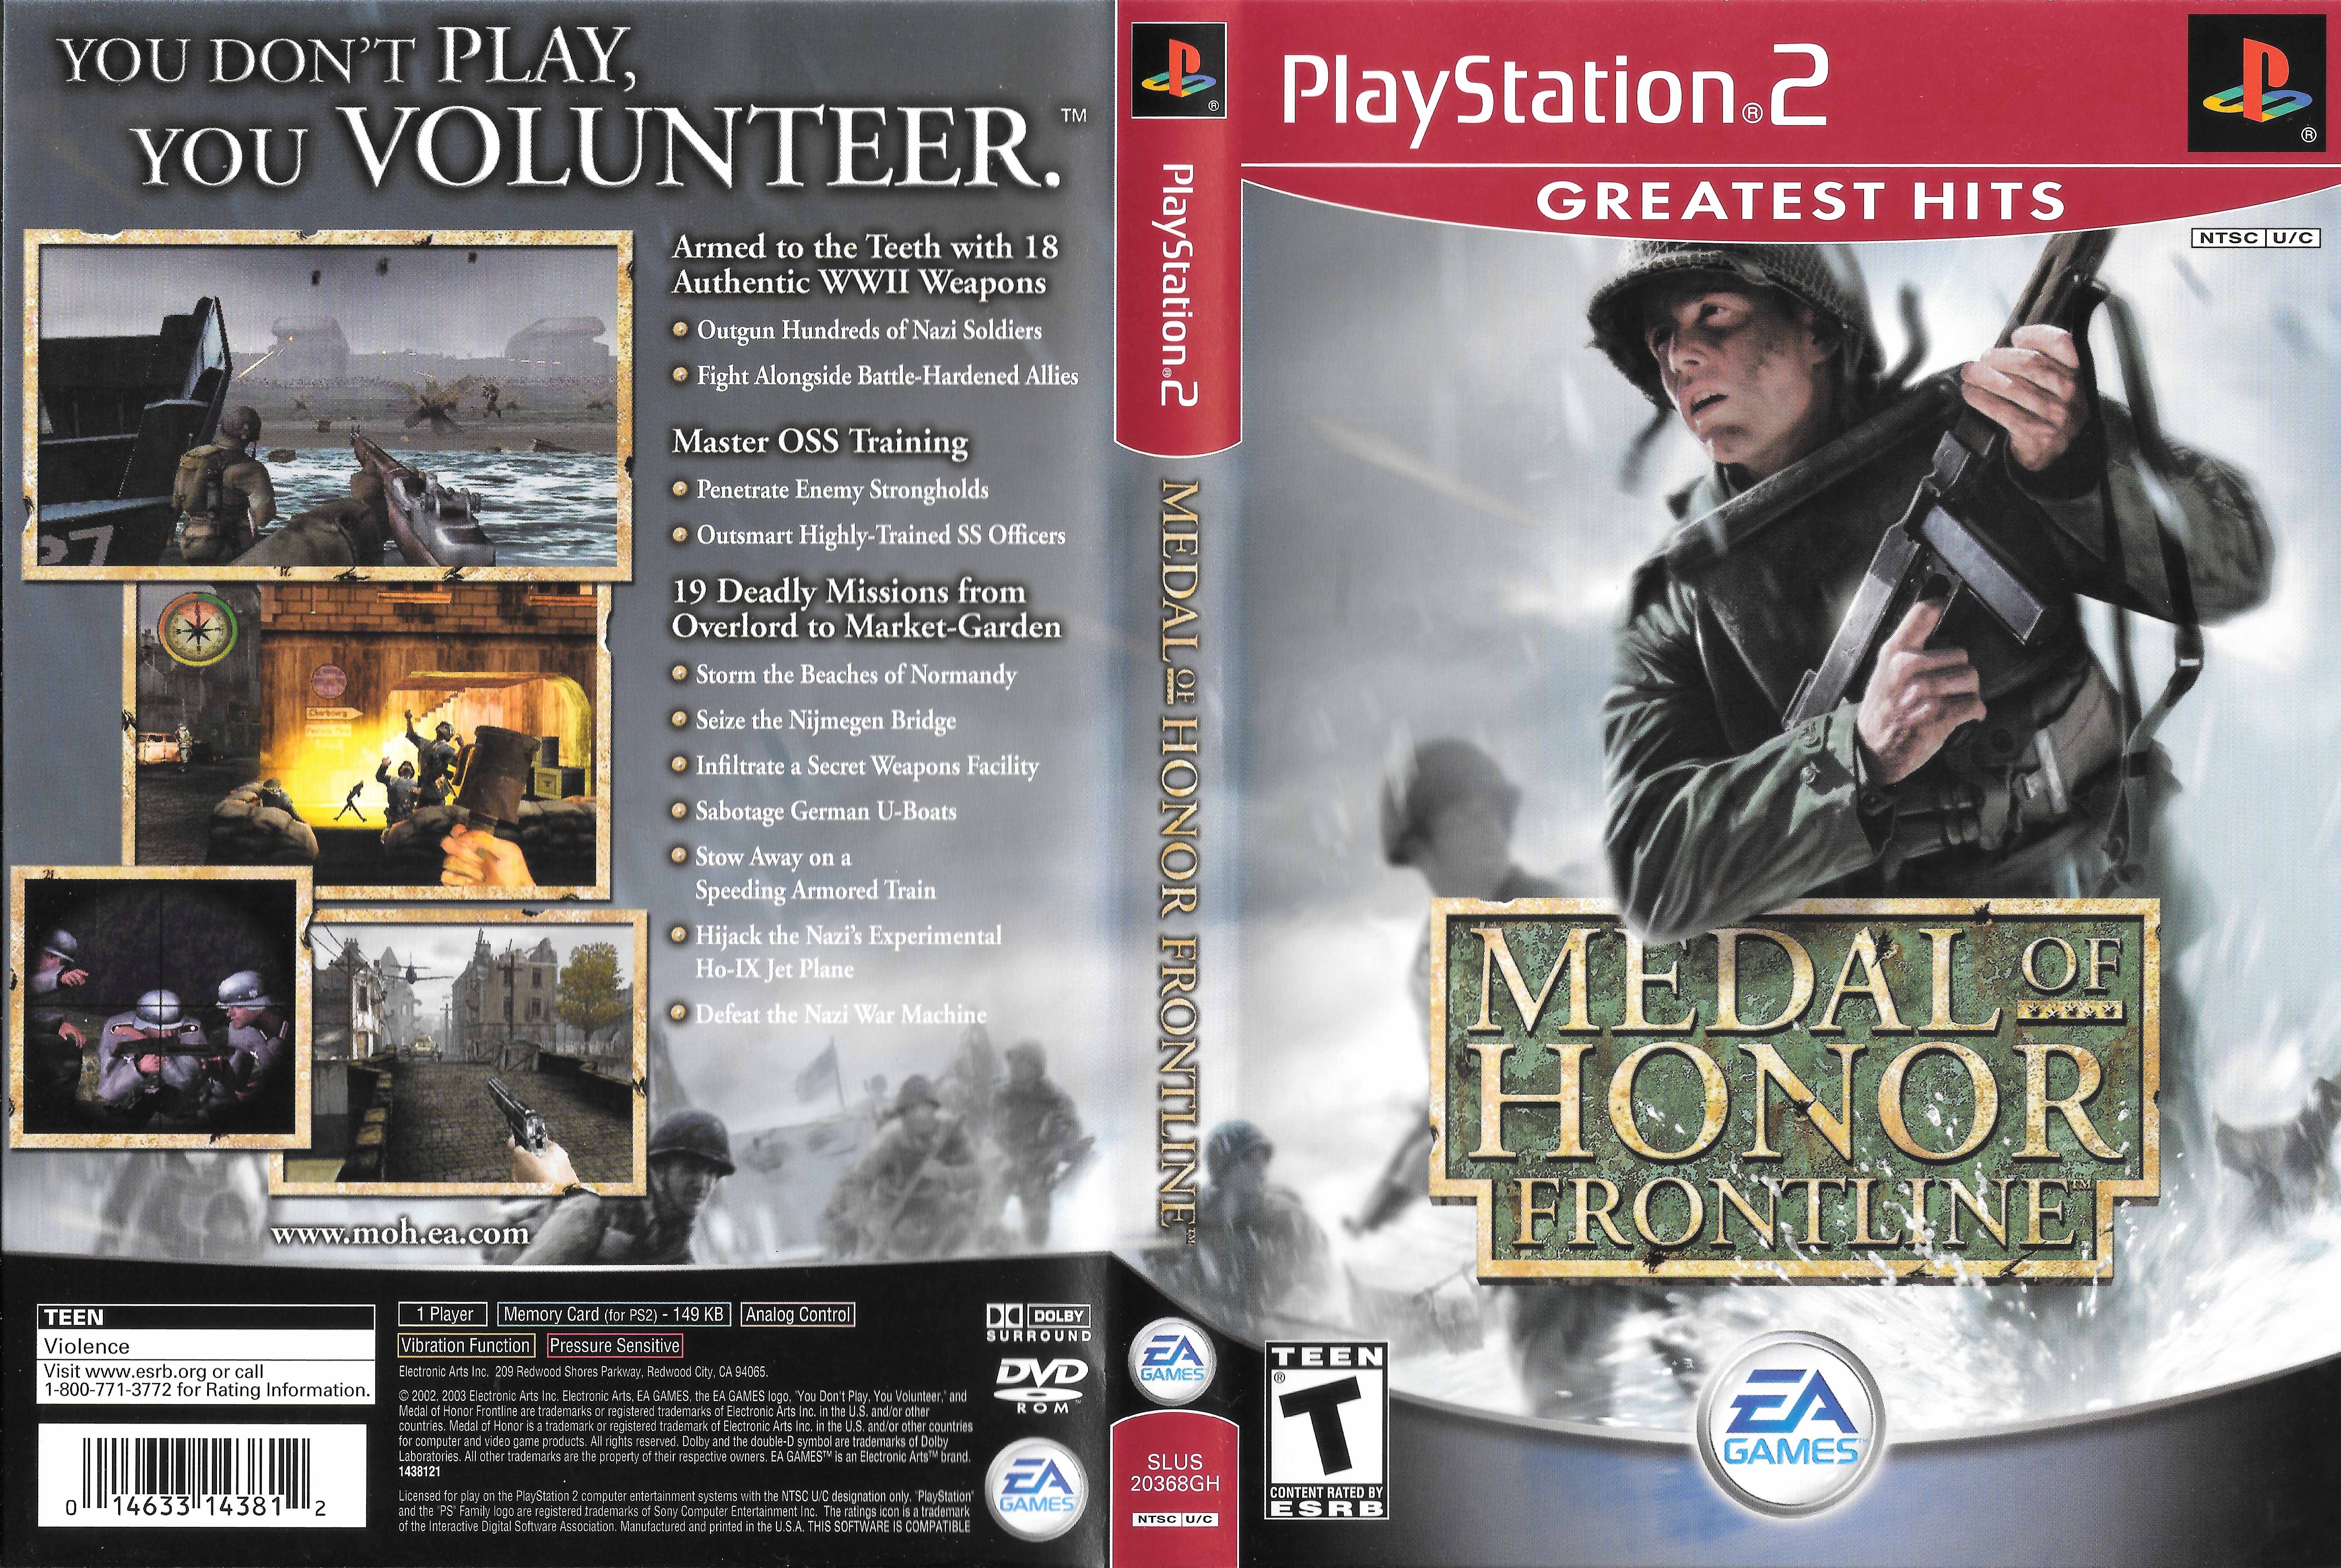 YOU DON'T PLAY,
YOU VOLUNTEER.™
Armed to the Teeth with 18
Authentic WWII Weapons
Outgun Hundreds of Nazi Soldiers
Fight Alongside Battle-Hardened Allies
Master OSS Training
Penetrate Enemy Strongholds
Outsmart Highly-Trained SS Officers
19 Deadly Missions from
Overlord to Market-Garden
Storm the Beaches of Normandy
Seize the Nijmegen Bridge
Infiltrate a Secret Weapons Facility
Sabotage German U-Boats
Stow Away on a
Speeding Armored Train
Hijack the Nazi's Experimental
Ho-IX Jet Plane
Defeat the Nazi War Machine
Cherbourg
www.moh.ea.com
TEEN
Violence
Visit www.esrb.org or call
1-800-771-3772 for Rating Information.
0 14633 14381 2
1 Player
Memory Card (for PS2) - 149 KB
Analog Control
Vibration Function
Pressure Sensitive
Electronic Arts Inc. 209 Redwood Shores Parkway, Redwood City, CA 94065.
© 2002, 2003 Electronic Arts Inc. Electronic Arts, EA GAMES, the EA GAMES logo, "You Don't Play, You Volunteer," and
Medal of Honor Frontline are trademarks or registered trademarks of Electronic Arts Inc. in the U.S. and/or other
countries. Medal of Honor is a trademark or registered trademark of Electronic Arts Inc. in the U.S. and/or other countries
for computer and video game products. All rights reserved. Dolby and the double-D symbol are trademarks of Dolby
Laboratories. All other trademarks are the property of their respective owners. EA GAMES™ is an Electronic Arts™ brand.
1438121
Licensed for play on the PlayStation 2 computer entertainment systems with the NTSC U/C designation only. "PlayStation"
and the "PS" Family logo are registered trademarks of Sony Computer Entertainment Inc. The ratings icon is a trademark
of the Interactive Digital Software Association. Manufactured and printed in the U.S.A. THIS SOFTWARE IS COMPATIBLE
DOLBY
SURROUND
DVD
ROM
EA
GAMES
PlayStation®2
MEDAL OF HONOR FRONTLINE™
EA
GAMES
SLUS
20368GH
NTSC U/C
PlayStation®2
GREATEST HITS
NTSC U/C
MEDAL OF
HONOR
FRONTLINE™
TEEN
T
CONTENT RATED BY
ESRB
EA
GAMES™